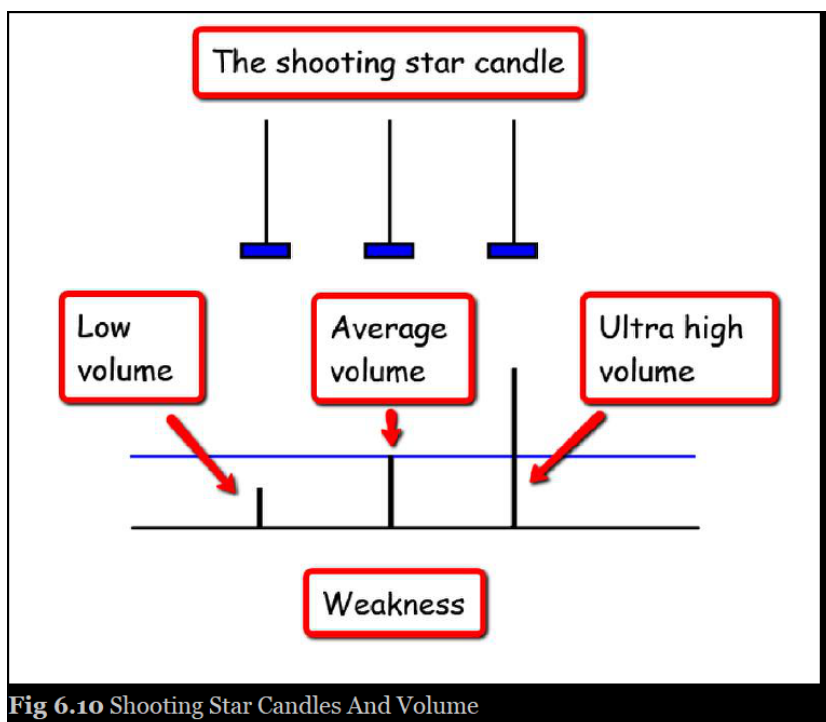 The shooting star candle
Low
volume
Average
volume
Ultra high
volume
Weakness
Fig 6.10 Shooting Star Candles And Volume